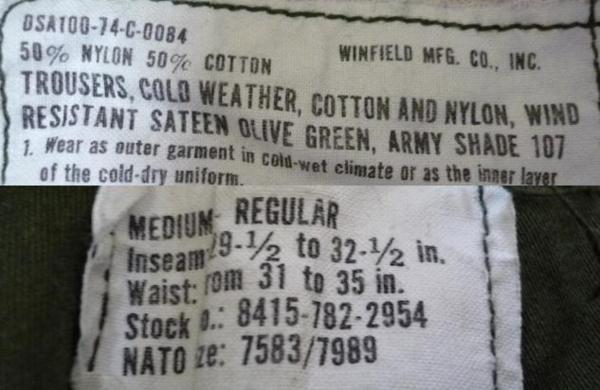 DSA100-74-C-0084
50% NYLON 50% COTTON WINFIELD MFG. CO., INC.
TROUSERS, COLD WEATHER, COTTON AND NYLON, WIND
RESISTANT SATEEN OLIVE GREEN, ARMY SHADE 107
1. Wear as outer garment in cold-wet climate or as the inner layer
of the cold-dry uniform.
MEDIUM REGULAR
Inseam 29-1/2 to 32-1/2 in.
Waist: rom 31 to 35 in.
Stock o.: 8415-782-2954
NATO ze: 7583/7989